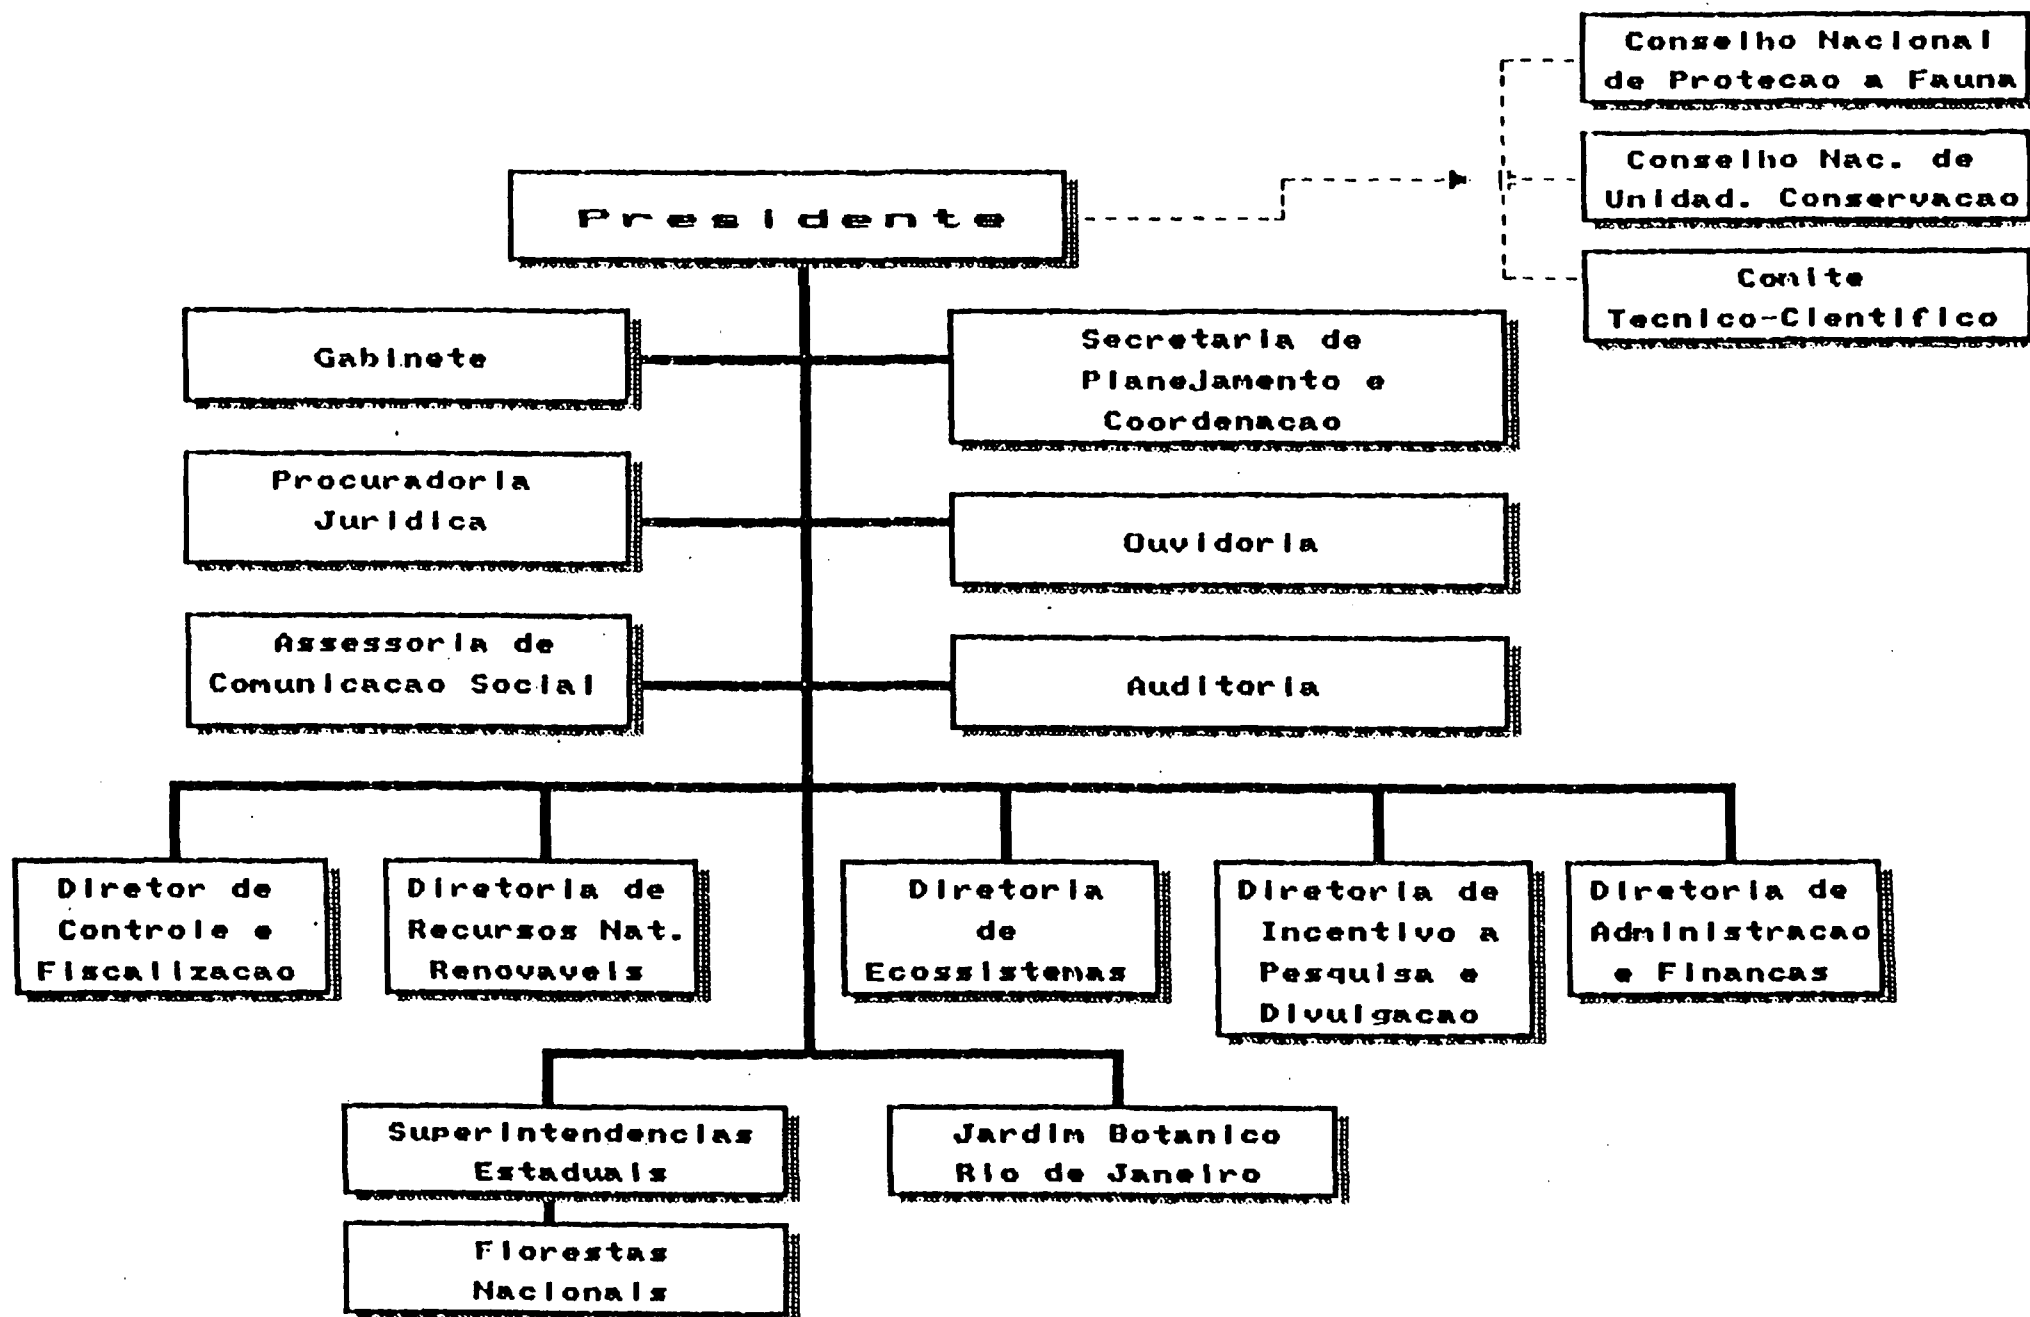 Conselho Nacional
de Protecao a Fauna
Conselho Nac. de
Unidad. Conservacao
Presidente
Comite
Tecnico-Cientifico
Gabinete
Secretaria de
Planejamento e
Coordenacao
Procuradoria
Juridica
Ouvidoria
Assessoria de
Comunicacao Social
Auditoria
Diretor de
Controle e
Fiscalizacao
Diretoria de
Recursos Nat.
Renovaveis
Diretoria
de
Ecossistemas
Diretoria de
Incentivo a
Pesquisa e
Divulgacao
Diretoria de
Administracao
e Financas
Superintendencias
Estaduais
Jardim Botanico
Rio de Janeiro
Florestas
Nacionais